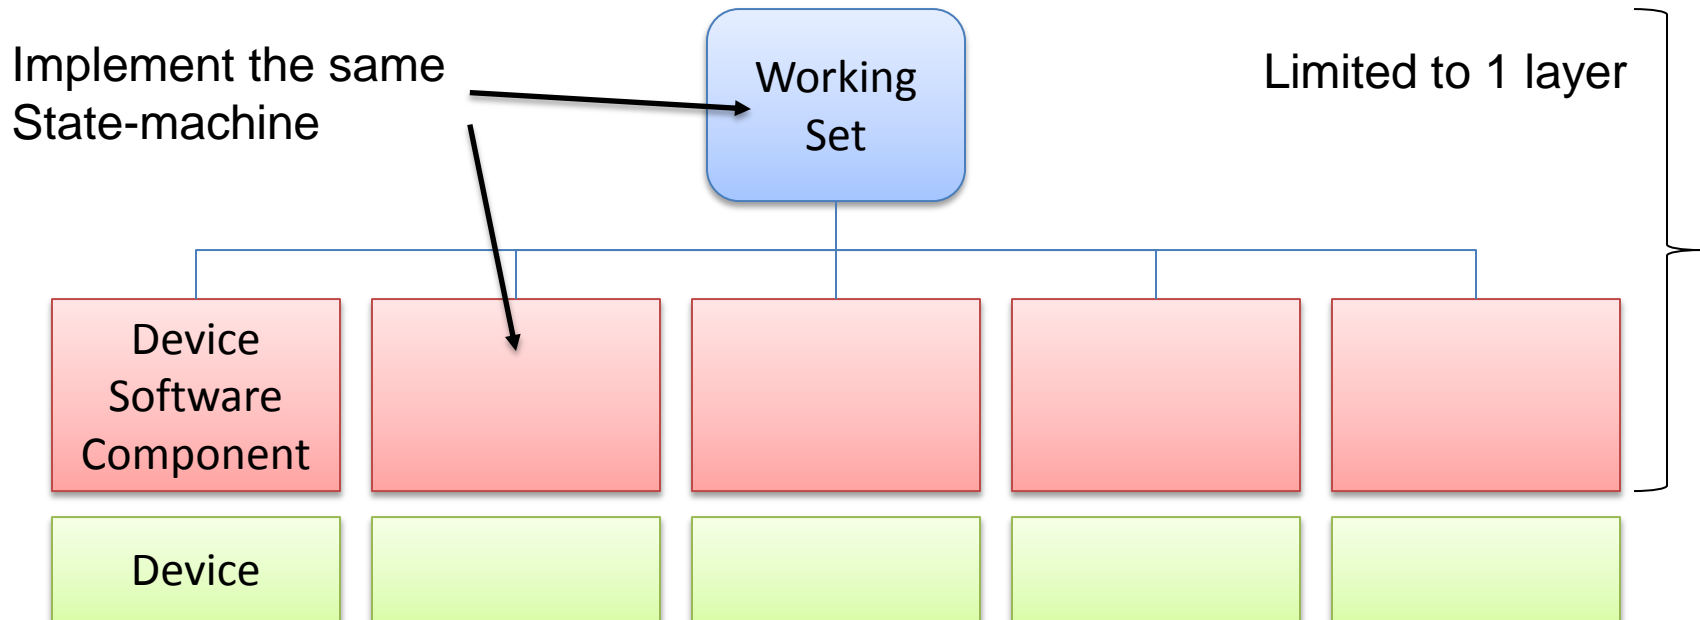 Implement the same
State-machine
Working
Set
Limited to 1 layer
Device
Software
Component
Device